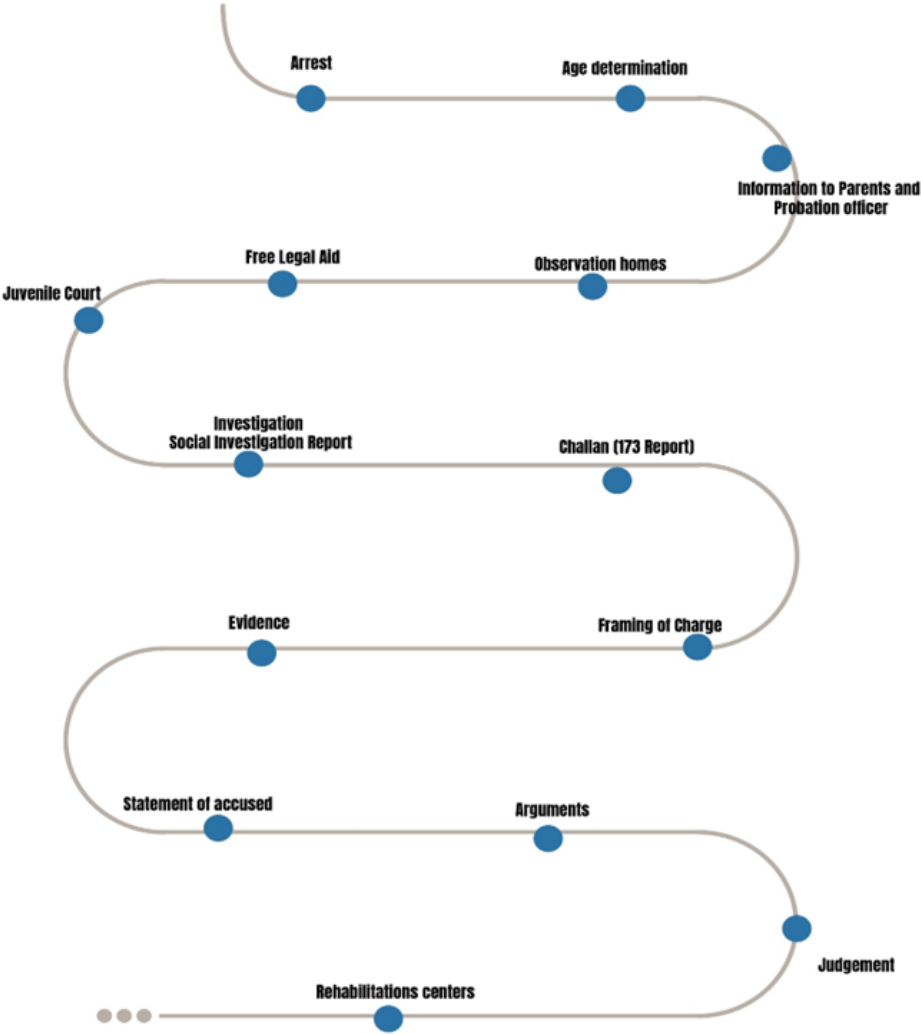 Arrest
Age determination
Information to Parents and
Probation officer
Observation homes
Free Legal Aid
Juvenile Court
Investigation
Social Investigation Report
Challan (173 Report)
Framing of Charge
Evidence
Statement of accused
Arguments
Judgement
Rehabilitations centers